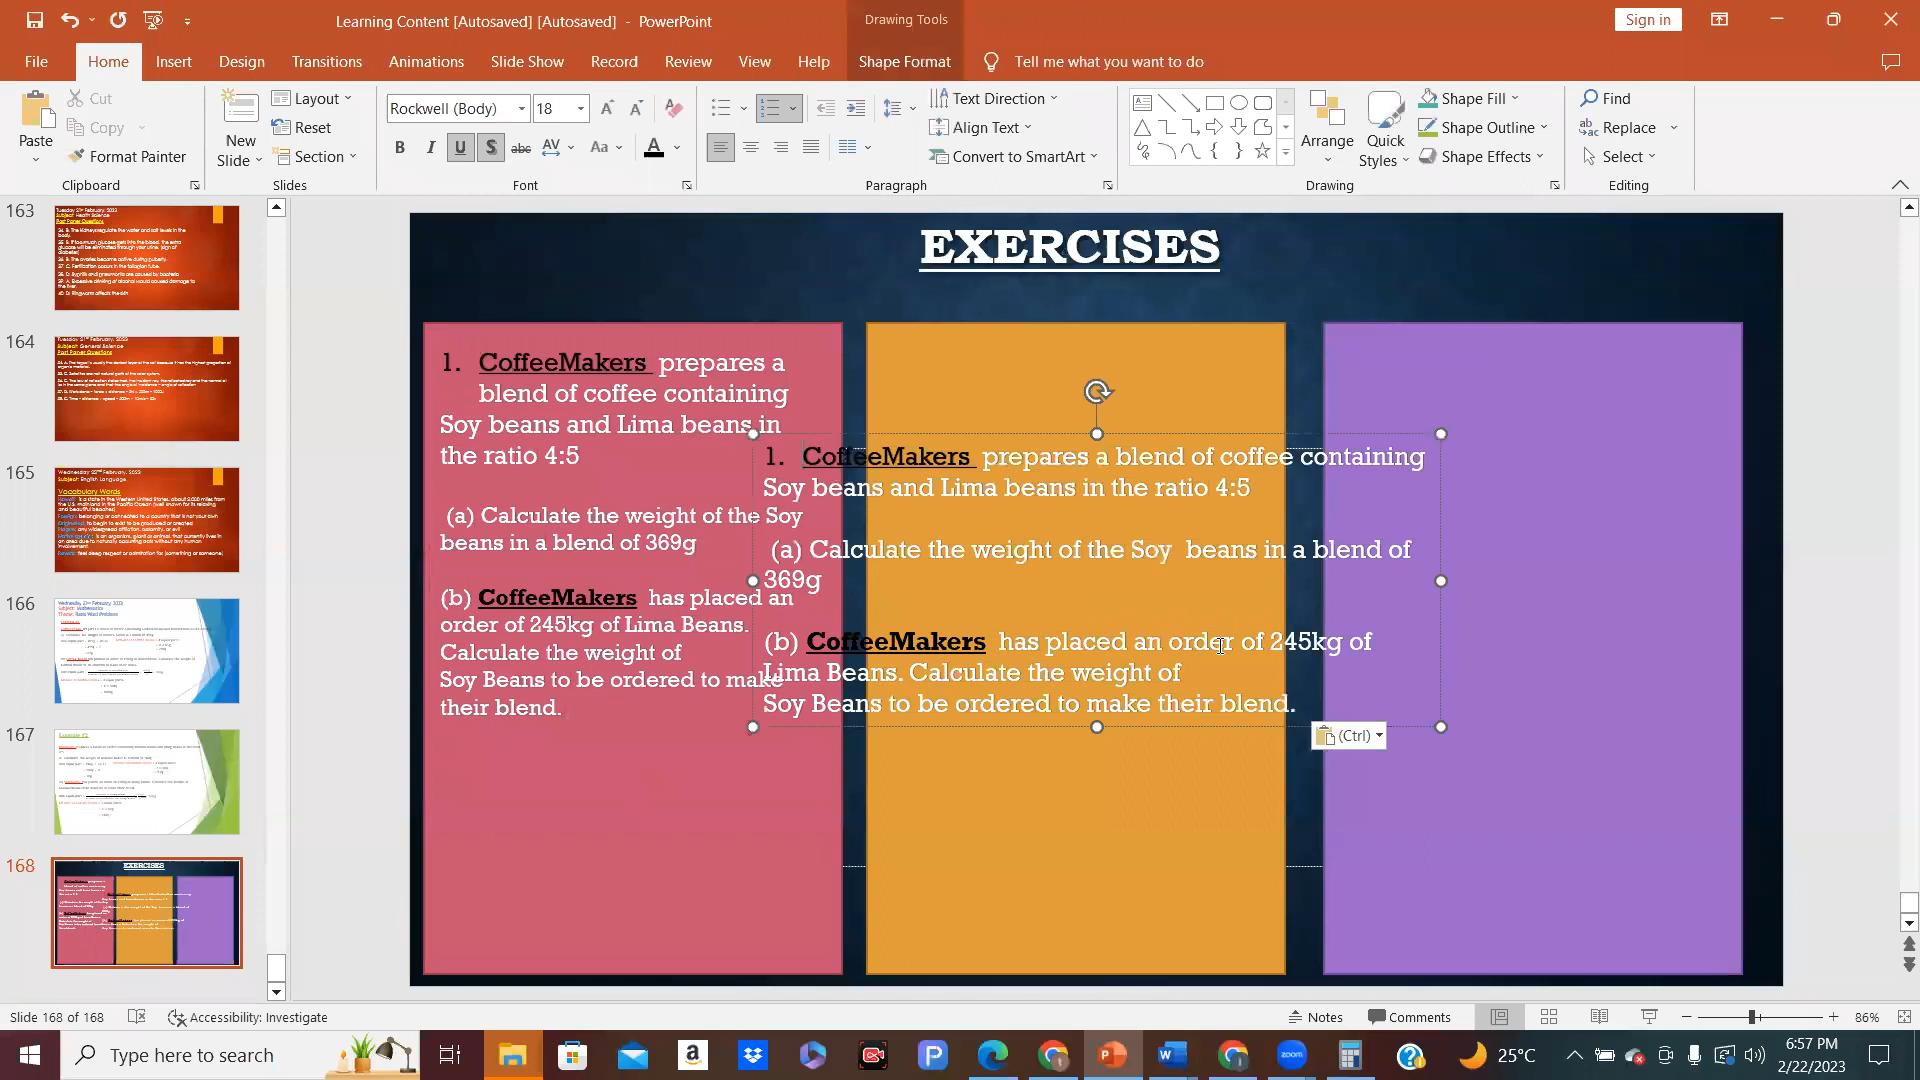 Learning Content [Autosaved] [Autosaved] - PowerPoint
Drawing Tools
Sign in
File Home Insert Design Transitions Animations Slide Show Record Review View Help Shape Format Tell me what you want to do
Paste
Cut
Copy
Format Painter
Clipboard
New Slide
Layout
Reset
Section
Slides
Rockwell (Body) 18
B I U S abc AV Aa A
Font
Text Direction
Align Text
Convert to SmartArt
Paragraph
Arrange
Quick Styles
Shape Fill
Shape Outline
Shape Effects
Drawing
Find
Replace
Select
Editing
163
164
165
166
167
168
EXERCISES
1. CoffeeMakers prepares a
blend of coffee containing
Soy beans and Lima beans in
the ratio 4:5
(a) Calculate the weight of the Soy
beans in a blend of 369g
(b) CoffeeMakers has placed an
order of 245kg of Lima Beans.
Calculate the weight of
Soy Beans to be ordered to make
their blend.
1. CoffeeMakers prepares a blend of coffee containing
Soy beans and Lima beans in the ratio 4:5
(a) Calculate the weight of the Soy beans in a blend of
369g
(b) CoffeeMakers has placed an order of 245kg of
Lima Beans. Calculate the weight of
Soy Beans to be ordered to make their blend.
(Ctrl)
Slide 168 of 168 Accessibility: Investigate Notes Comments 86%
Type here to search
25°C
6:57 PM
2/22/2023